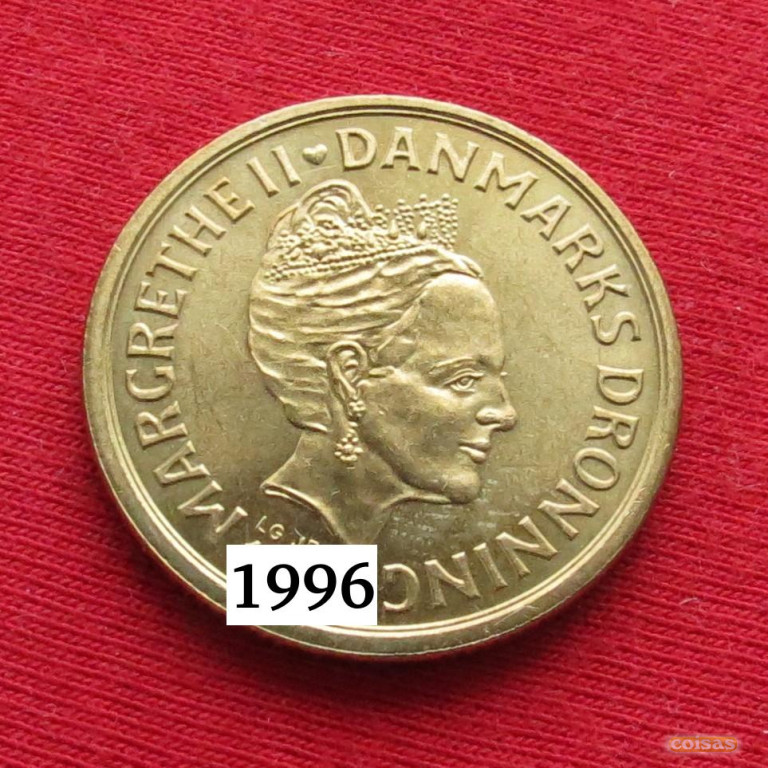 MARGRETHE II ♥ DANMARKS DRONNING
LG
1996
coisas